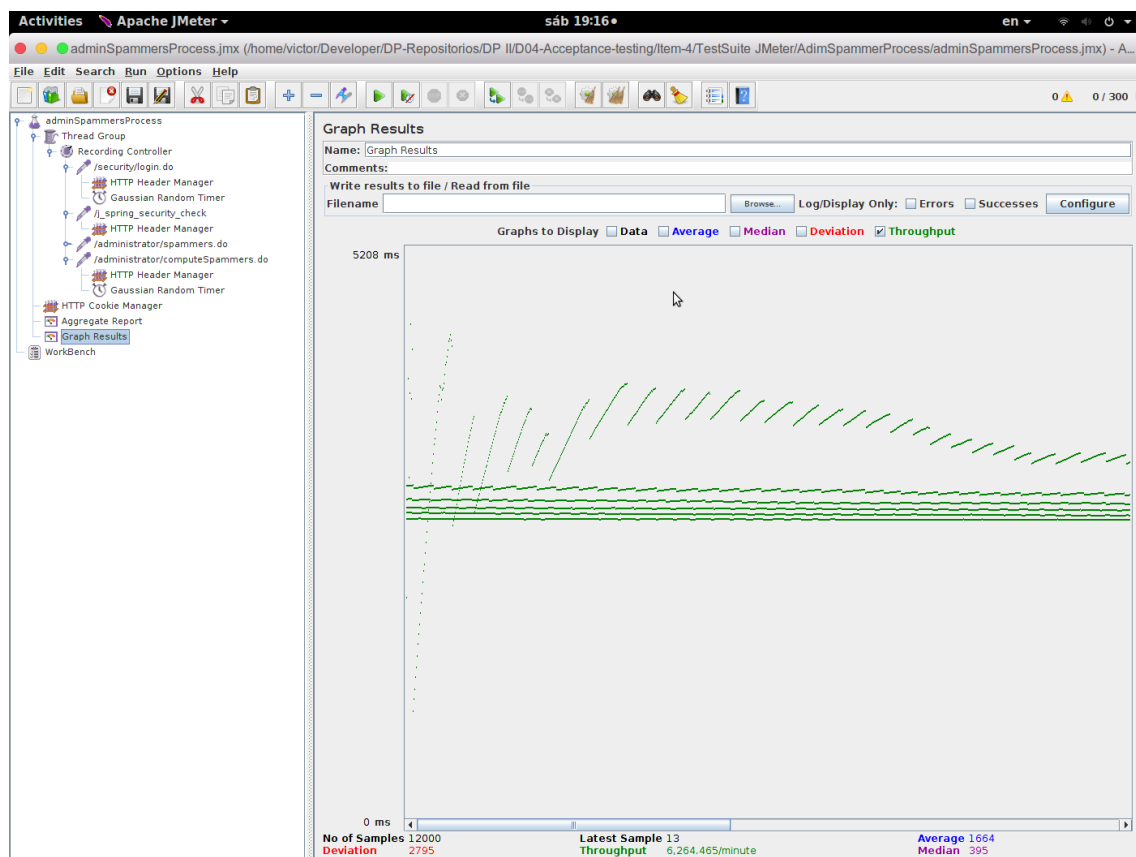 Activities Apache JMeter sáb 19:16 en
adminSpammersProcess.jmx (/home/victor/Developer/DP-Repositorios/DP II/D04-Acceptance-testing/Item-4/TestSuite JMeter/AdimSpammerProcess/adminSpammersProcess.jmx) - A...
File Edit Search Run Options Help
0 0 / 300
adminSpammersProcess
Thread Group
Recording Controller
/security/login.do
HTTP Header Manager
Gaussian Random Timer
/j_spring_security_check
HTTP Header Manager
/administrator/spammers.do
/administrator/computeSpammers.do
HTTP Header Manager
Gaussian Random Timer
HTTP Cookie Manager
Aggregate Report
Graph Results
WorkBench
Graph Results
Name: Graph Results
Comments:
Write results to file / Read from file
Filename Browse... Log/Display Only: Errors Successes Configure
Graphs to Display Data Average Median Deviation Throughput
5208 ms
0 ms
No of Samples 12000 Latest Sample 13 Average 1664
Deviation 2795 Throughput 6,264.465/minute Median 395